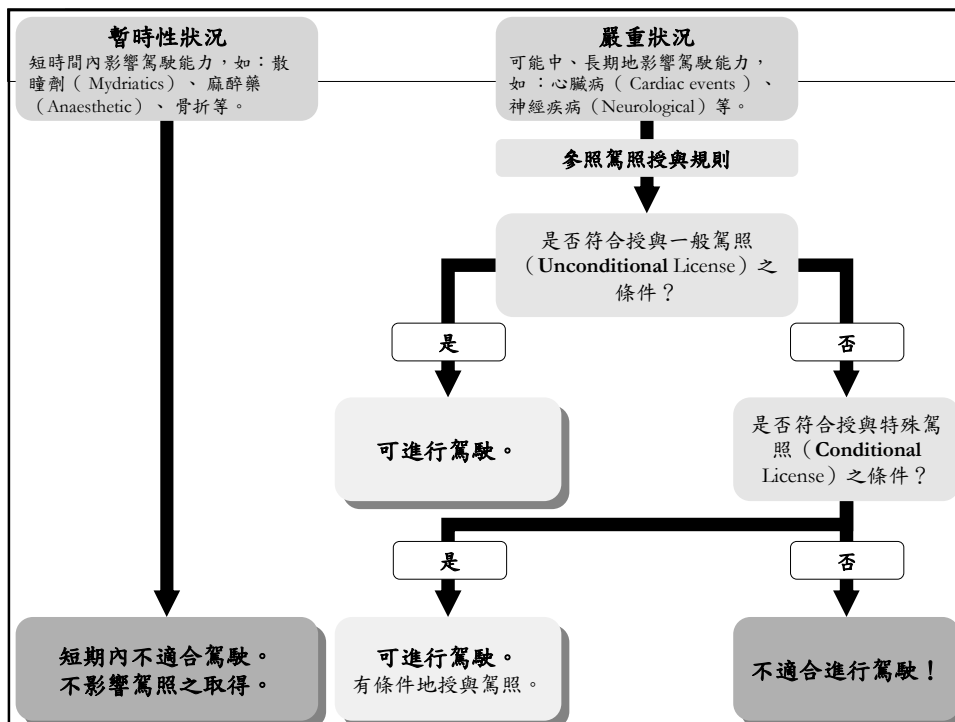 暫時性狀況
短時間內影響駕駛能力，如：散
瞳劑（ Mydriatics）、 麻醉藥
（Anaesthetic）、 骨折等。
嚴重狀況
可能中、長期地影響駕駛能力，
如 ：心臟病（ Cardiac events ）、
神經疾病（Neurological）等。
參照駕照授與規則
是否符合授與一般駕照
（Unconditional License）之
條件？
是
否
可進行駕駛。
是否符合授與特殊駕
照（Conditional
License）之條件？
是
否
短期內不適合駕駛。
不影響駕照之取得。
可進行駕駛。
有條件地授與駕照。
不適合進行駕駛！